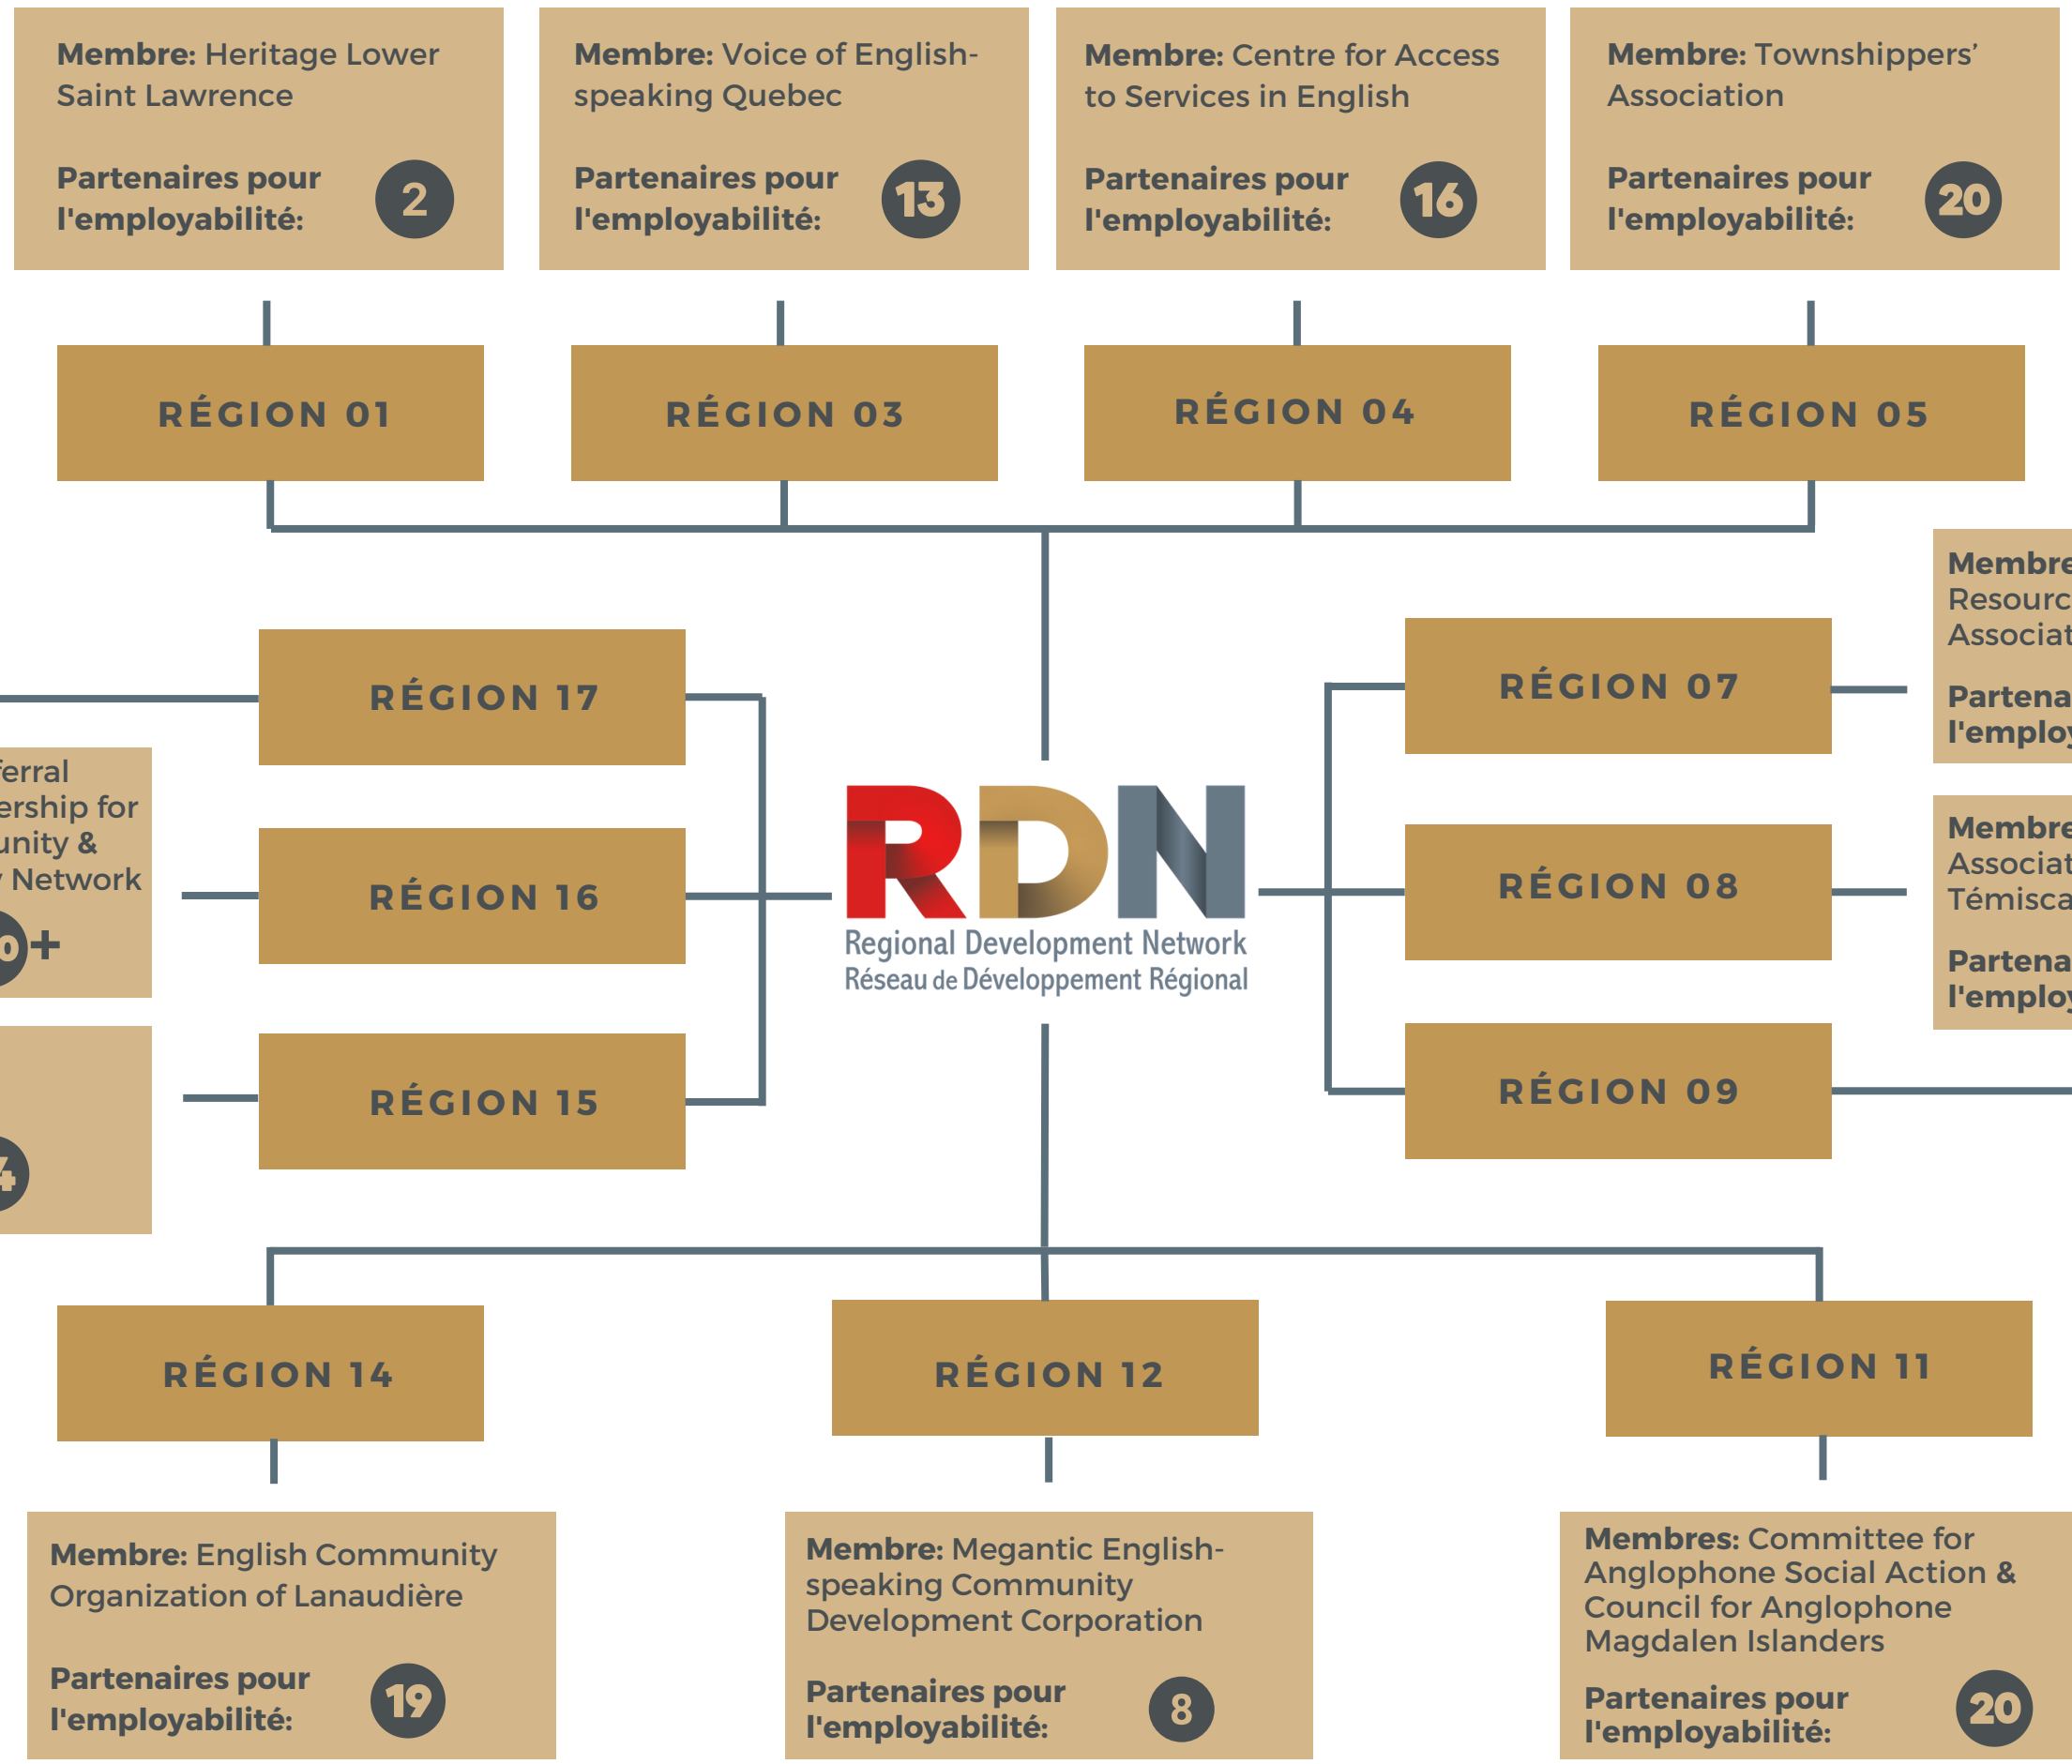 Membre: Heritage Lower
Saint Lawrence
Partenaires pour
l'employabilité:
2
Membre: Voice of English-
speaking Quebec
Partenaires pour
l'employabilité:
13
Membre: Centre for Access
to Services in English
Partenaires pour
l'employabilité:
16
Membre: Townshippers’
Association
Partenaires pour
l'employabilité:
20
RÉGION 01
RÉGION 03
RÉGION 04
RÉGION 05
RÉGION 17
RÉGION 16
RÉGION 15
for
&
Network
+
RDN
Regional Development Network
Réseau de Développement Régional
RÉGION 07
RÉGION 08
RÉGION 09
RÉGION 14
RÉGION 12
RÉGION 11
Membre: English Community
Organization of Lanaudière
Partenaires pour
l'employabilité:
19
Membre: Megantic English-
speaking Community
Development Corporation
Partenaires pour
l'employabilité:
8
Membres: Committee for
Anglophone Social Action &
Council for Anglophone
Magdalen Islanders
Partenaires pour
l'employabilité:
20